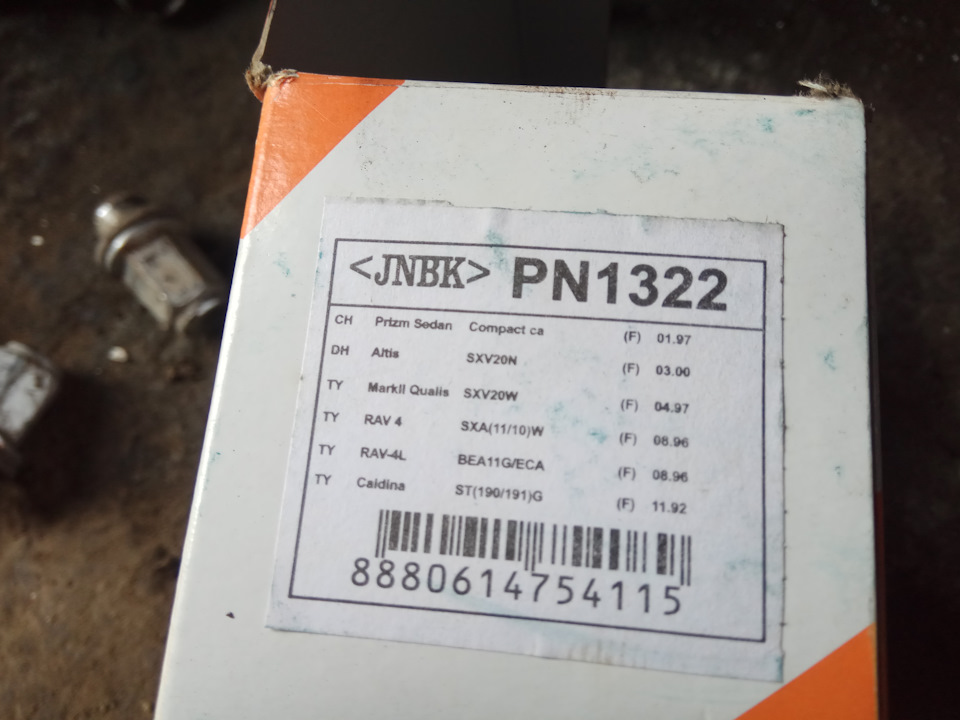 <JNBK> PN1322
CH Prizm Sedan Compact ca (F) 01.97
DH Altis SXV20N (F) 03.00
TY MarkII Qualis SXV20W (F) 04.97
TY RAV 4 SXA(11/10)W (F) 08.96
TY RAV-4L BEA11G/ECA (F) 08.96
TY Caldina ST(190/191)G (F) 11.92
8880614754115